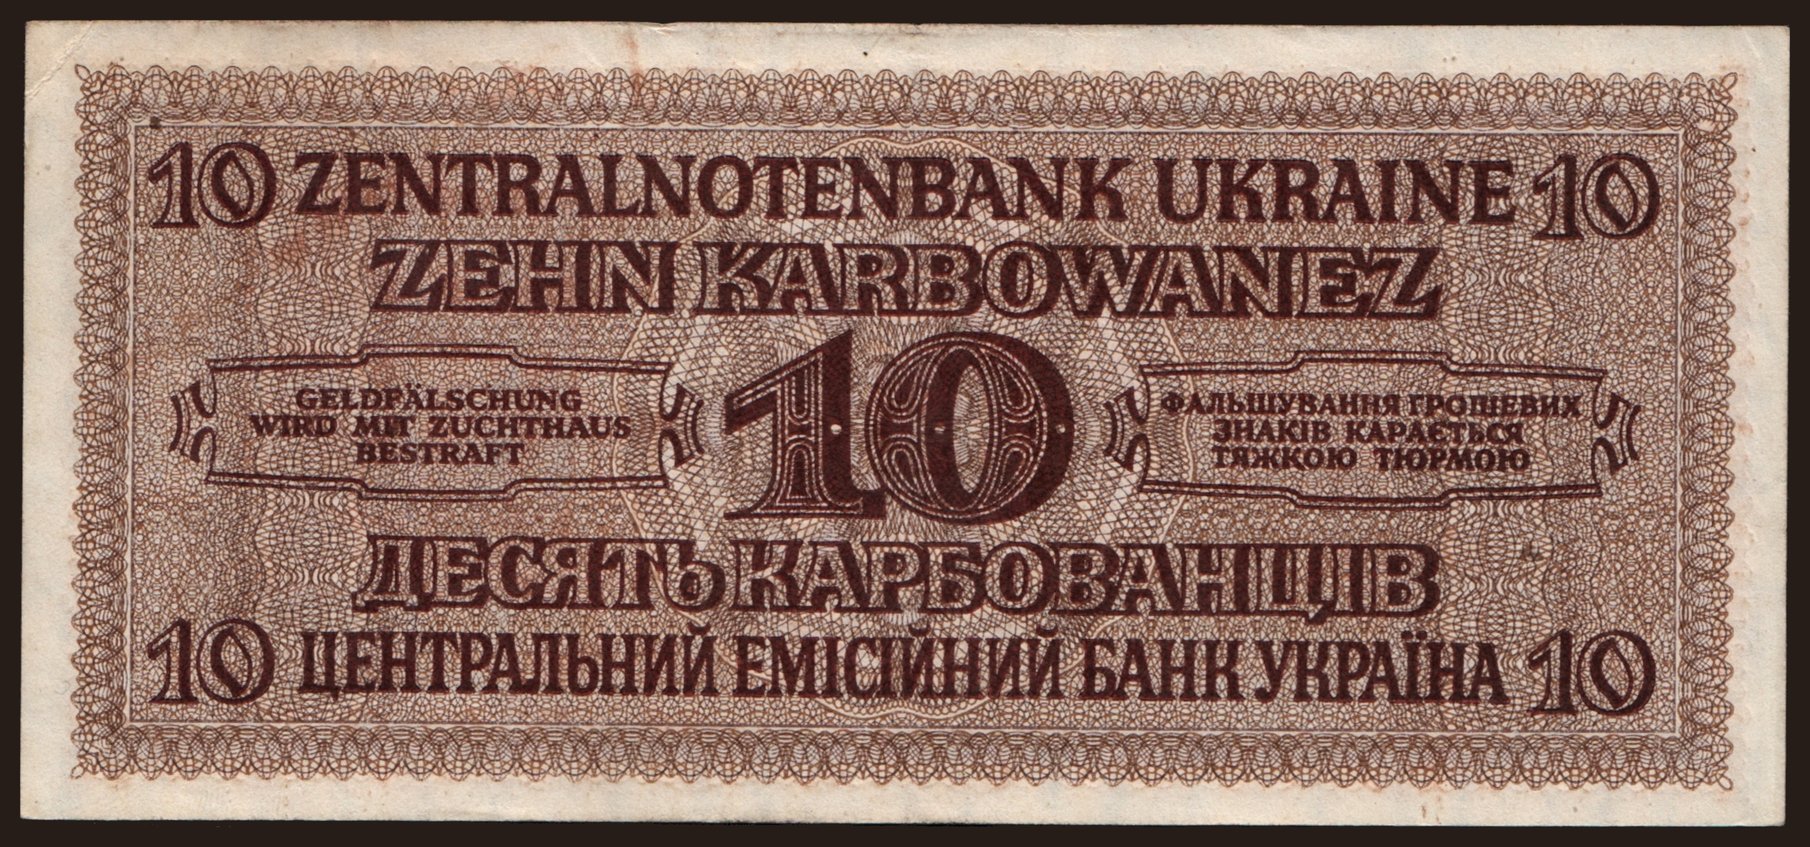 10 ZENTRALNOTENBANK UKRAINE 10
ZEHN KARBOWANEZ
GELDFÄLSCHUNG
WIRD MIT ZUCHTHAUS
BESTRAFT
10
ФАЛЬШУВАННЯ ГРОШЕВИХ
ЗНАКІВ КАРАЄТЬСЯ
ТЯЖКОЮ ТЮРМОЮ
ДЕСЯТЬ КАРБОВАНЦІВ
10 ЦЕНТРАЛЬНИЙ ЕМІСІЙНИЙ БАНК УКРАЇНА 10